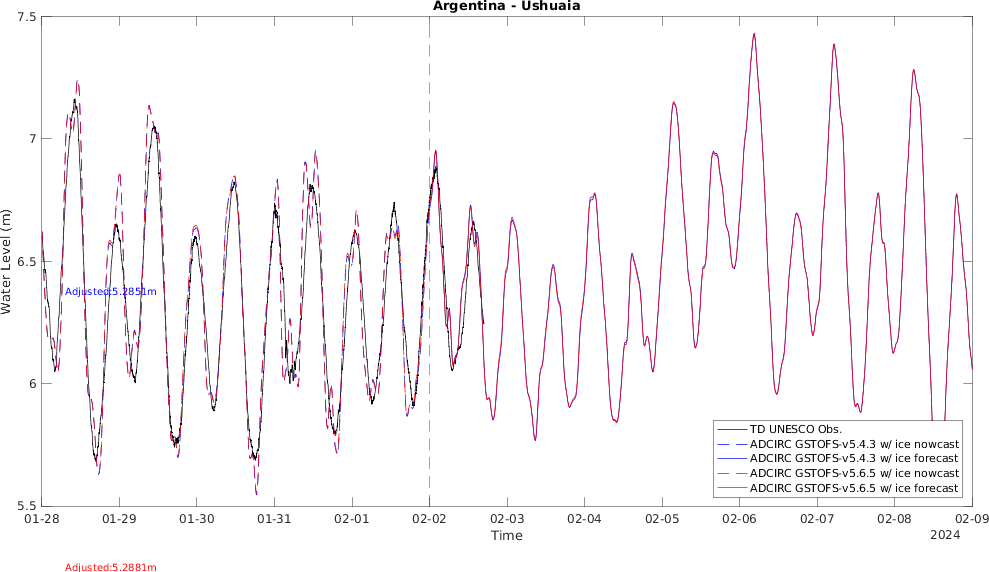 Argentina - Ushuaia
7.5
7
6.5
6
5.5
Water Level (m)
Adjusted:5.2851m
TD UNESCO Obs.
ADCIRC GSTOFS-v5.4.3 w/ ice nowcast
ADCIRC GSTOFS-v5.4.3 w/ ice forecast
ADCIRC GSTOFS-v5.6.5 w/ ice nowcast
ADCIRC GSTOFS-v5.6.5 w/ ice forecast
01-28 01-29 01-30 01-31 02-01 02-02 02-03 02-04 02-05 02-06 02-07 02-08 02-09
Time
2024
Adjusted:5.2881m